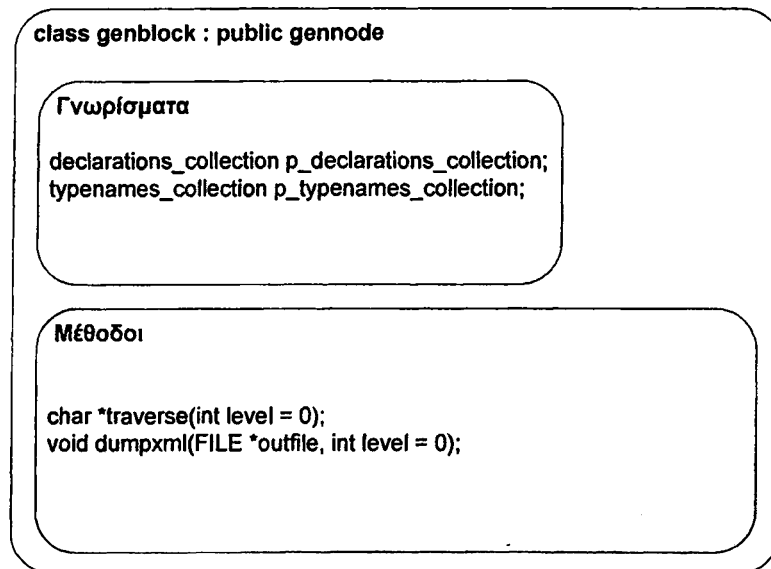 class genblock : public gennode
Γνωρίσματα
declarations_collection p_declarations_collection;
typenames_collection p_typenames_collection;
Μέθοδοι
char *traverse(int level = 0);
void dumpxml(FILE *outfile, int level = 0);